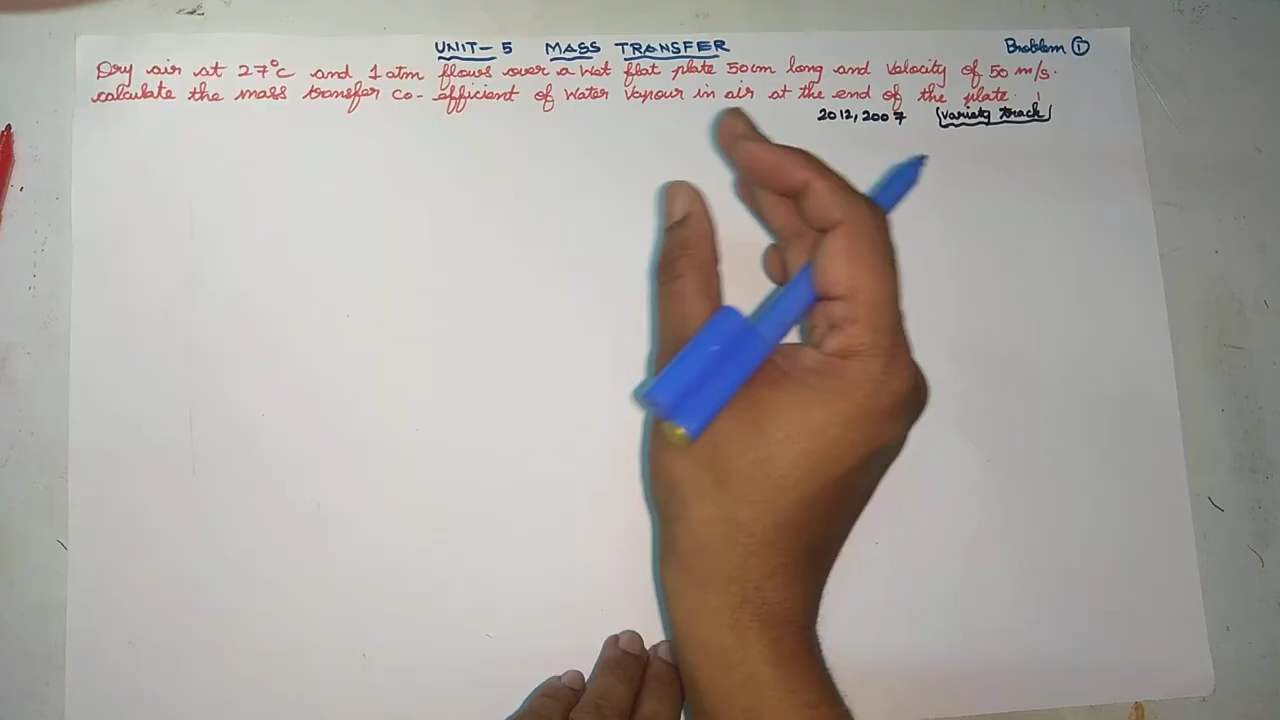 UNIT-5 MASS TRANSFER Problem ①
Dry air at 27°C and 1 atm flows over a wet flat plate 50cm long and Velocity of 50 m/s.
calculate the mass transfer co-efficient of water vapour in air at the end of the plate.
2012, 2007 (Variety track)